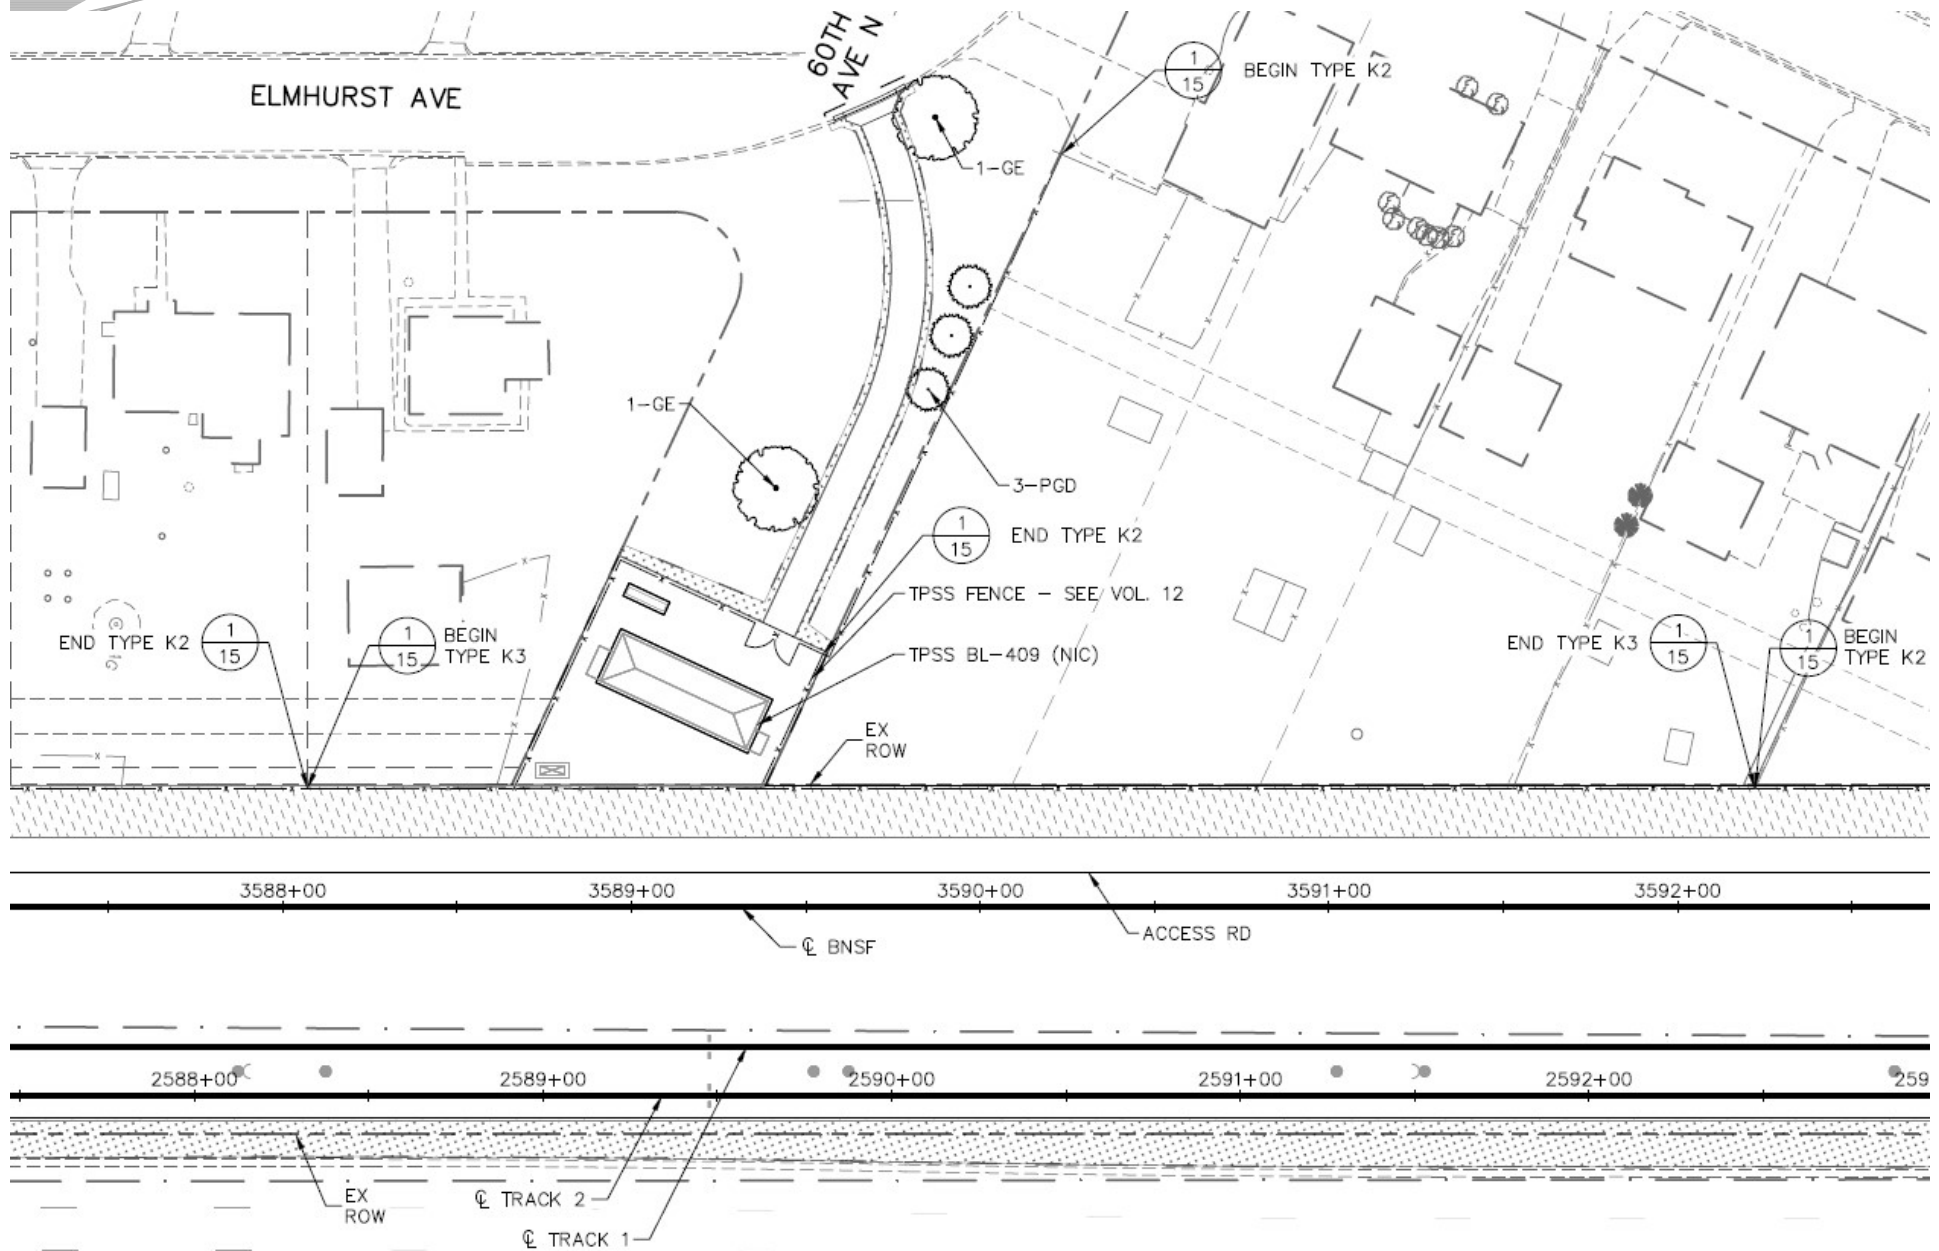 60TH
AVE N
ELMHURST AVE
1
15
BEGIN TYPE K2
1-GE
1-GE
3-PGD
1
15
END TYPE K2
TPSS FENCE - SEE VOL. 12
TPSS BL-409 (NIC)
END TYPE K2
1
15
1
15
BEGIN
TYPE K3
END TYPE K3
1
15
1
15
BEGIN
TYPE K2
EX
ROW
3588+00
3589+00
3590+00
3591+00
3592+00
℄ BNSF
ACCESS RD
2588+00
2589+00
2590+00
2591+00
2592+00
259
EX
ROW
℄ TRACK 2
℄ TRACK 1